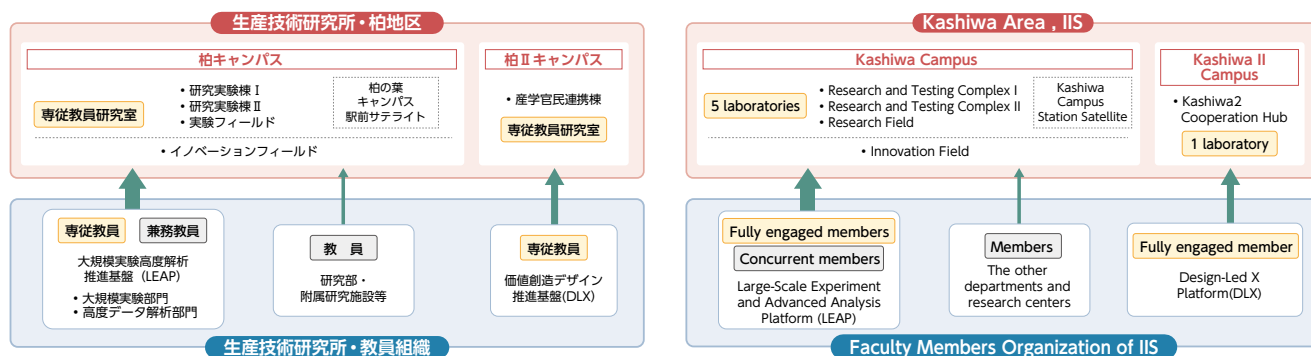 生産技術研究所・柏地区
柏キャンパス
専従教員研究室
• 研究実験棟Ⅰ
• 研究実験棟Ⅱ
• 実験フィールド
柏の葉
キャンパス
駅前サテライト
• イノベーションフィールド
柏Ⅱキャンパス
• 産学官民連携棟
専従教員研究室
専従教員
兼務教員
大規模実験高度解析
推進基盤（LEAP）
• 大規模実験部門
• 高度データ解析部門
教 員
研究部・
附属研究施設等
専従教員
価値創造デザイン
推進基盤(DLX)
生産技術研究所・教員組織
Kashiwa Area , IIS
Kashiwa Campus
5 laboratories
• Research and Testing Complex I
• Research and Testing Complex II
• Research Field
Kashiwa
Campus
Station Satellite
• Innovation Field
Kashiwa II
Campus
• Kashiwa2
Cooperation Hub
1 laboratory
Fully engaged members
Concurrent members
Large-Scale Experiment
and Advanced Analysis
Platform (LEAP)
Members
The other
departments and
research centers
Fully engaged member
Design-Led X
Platform(DLX)
Faculty Members Organization of IIS